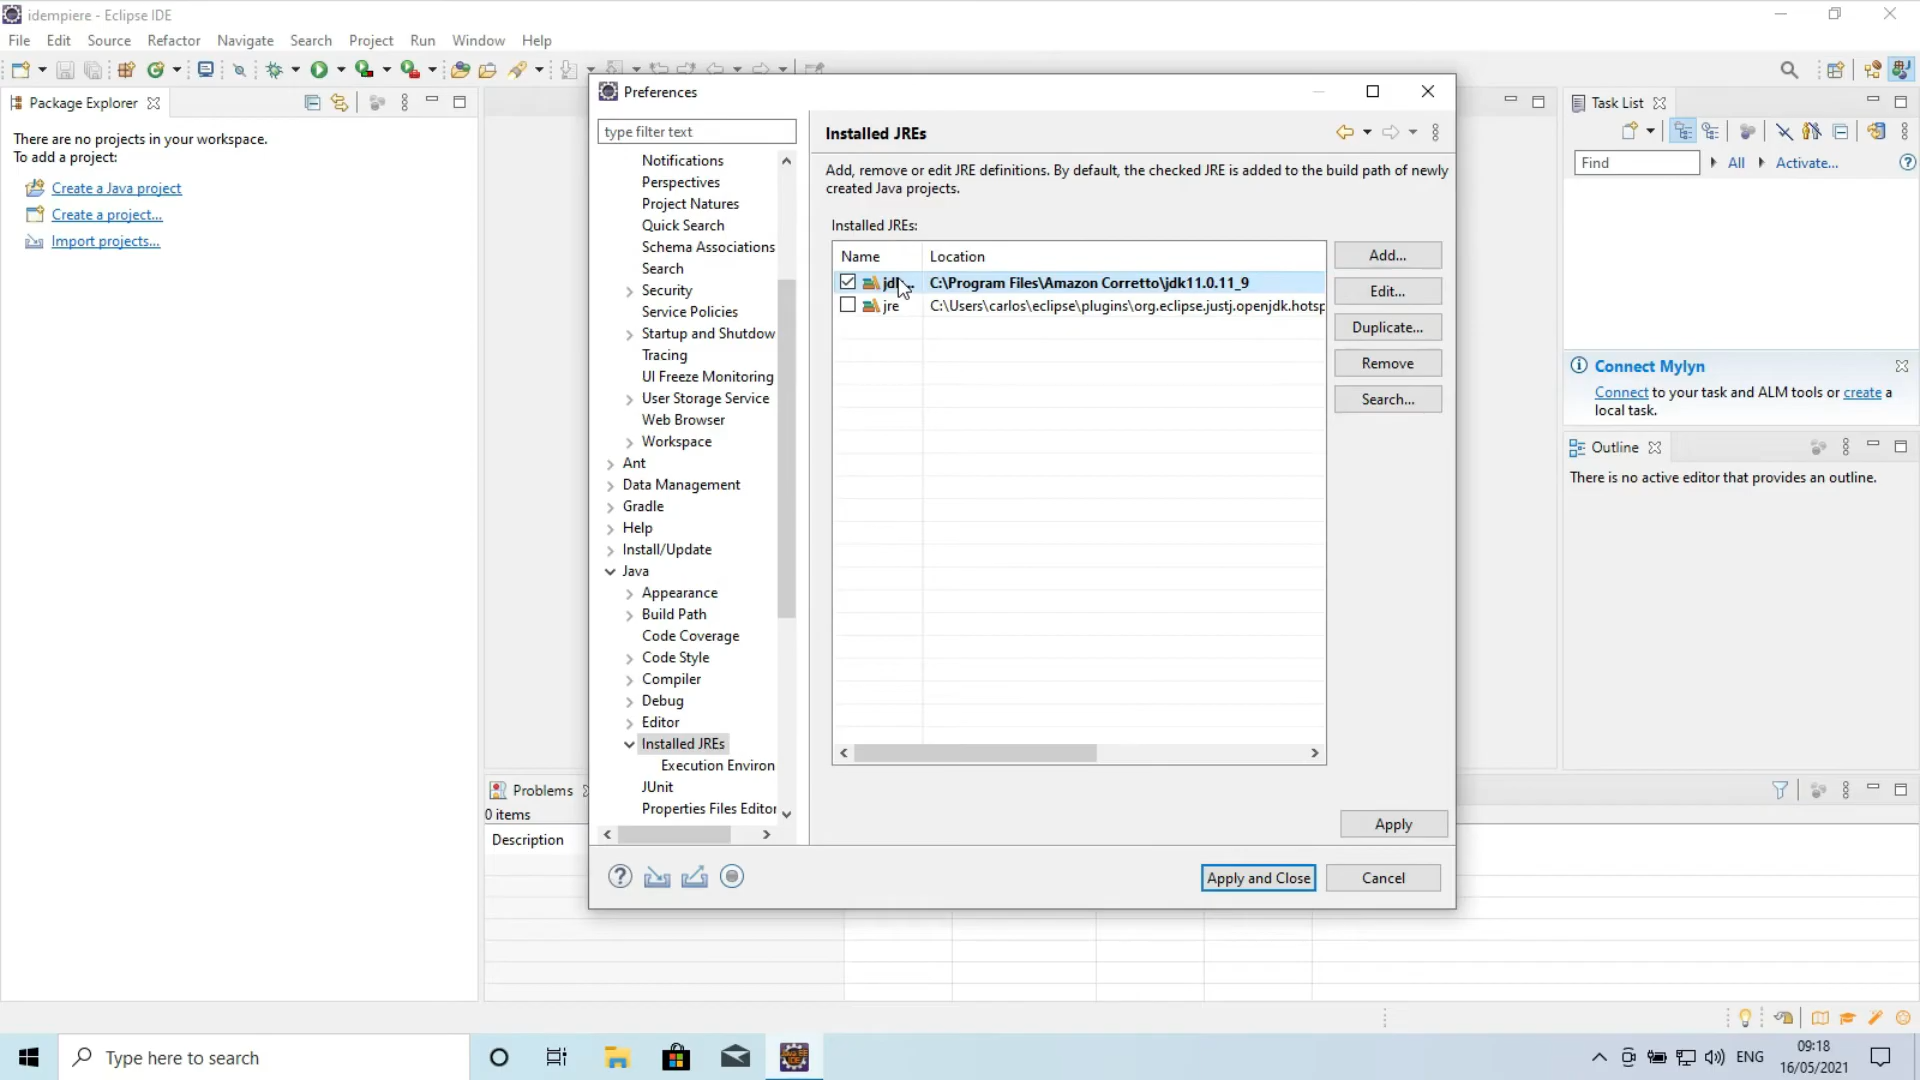 idempiere - Eclipse IDE
File Edit Source Refactor Navigate Search Project Run Window Help
Package Explorer
There are no projects in your workspace.
To add a project:
Create a Java project
Create a project...
Import projects...
Preferences
type filter text
Notifications
Perspectives
Project Natures
Quick Search
Schema Associations
Search
Security
Service Policies
Startup and Shutdow
Tracing
UI Freeze Monitoring
User Storage Service
Web Browser
Workspace
Ant
Data Management
Gradle
Help
Install/Update
Java
Appearance
Build Path
Code Coverage
Code Style
Compiler
Debug
Editor
Installed JREs
Execution Environ
JUnit
Properties Files Editor
Installed JREs
Add, remove or edit JRE definitions. By default, the checked JRE is added to the build path of newly
created Java projects.
Installed JREs:
Name Location
C:\Program Files\Amazon Corretto\jdk11.0.11_9
jre C:\Users\carlos\eclipse\plugins\org.eclipse.justj.openjdk.hotsp
Add...
Edit...
Duplicate...
Remove
Search...
Apply
Apply and Close Cancel
Task List
Find All Activate...
Connect Mylyn
Connect to your task and ALM tools or create a
local task.
Outline
There is no active editor that provides an outline.
Problems
0 items
Description
Type here to search
ENG
09:18
16/05/2021